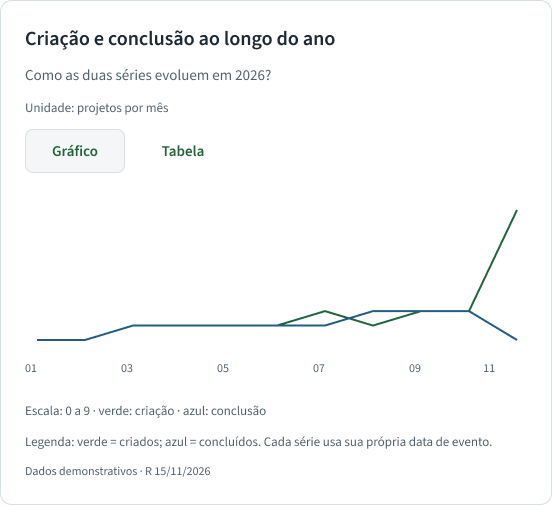 Criação e conclusão ao longo do ano
Como as duas séries evoluem em 2026?
Unidade: projetos por mês
Gráfico Tabela
01 03 05 07 09 11
Escala: 0 a 9 · verde: criação · azul: conclusão
Legenda: verde = criados; azul = concluídos. Cada série usa sua própria data de evento.
Dados demonstrativos · R 15/11/2026